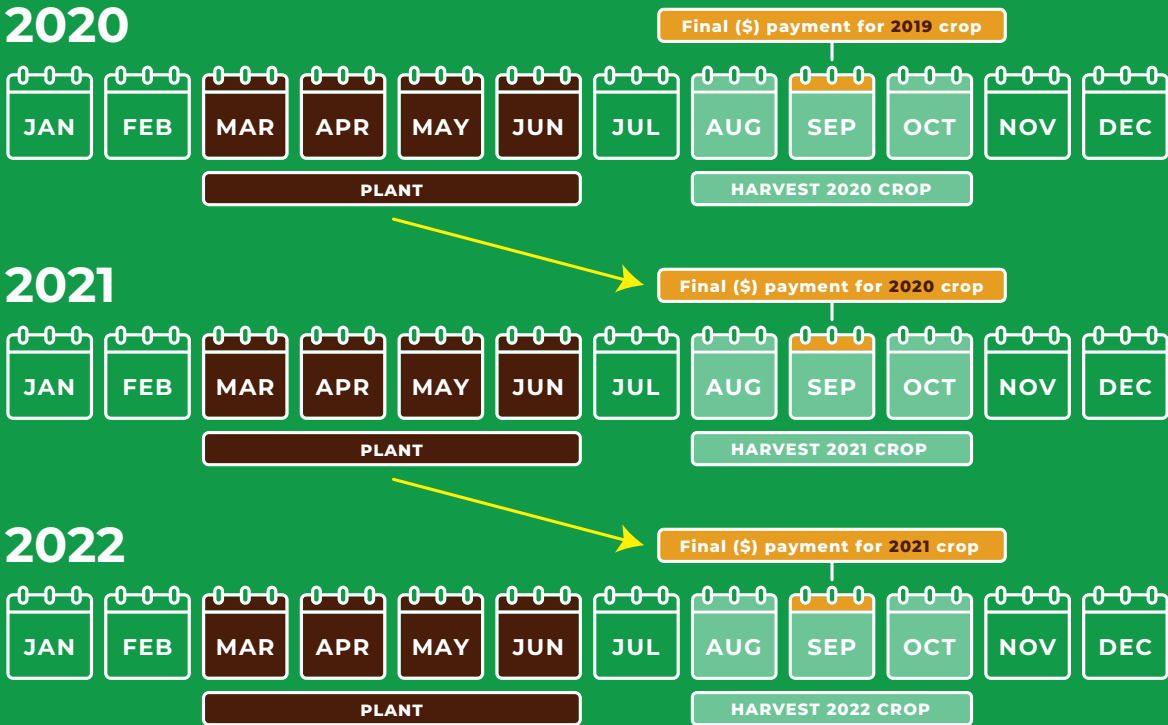 2020
Final ($) payment for 2019 crop
JAN FEB MAR APR MAY JUN JUL AUG SEP OCT NOV DEC
PLANT
HARVEST 2020 CROP
2021
Final ($) payment for 2020 crop
JAN FEB MAR APR MAY JUN JUL AUG SEP OCT NOV DEC
PLANT
HARVEST 2021 CROP
2022
Final ($) payment for 2021 crop
JAN FEB MAR APR MAY JUN JUL AUG SEP OCT NOV DEC
PLANT
HARVEST 2022 CROP